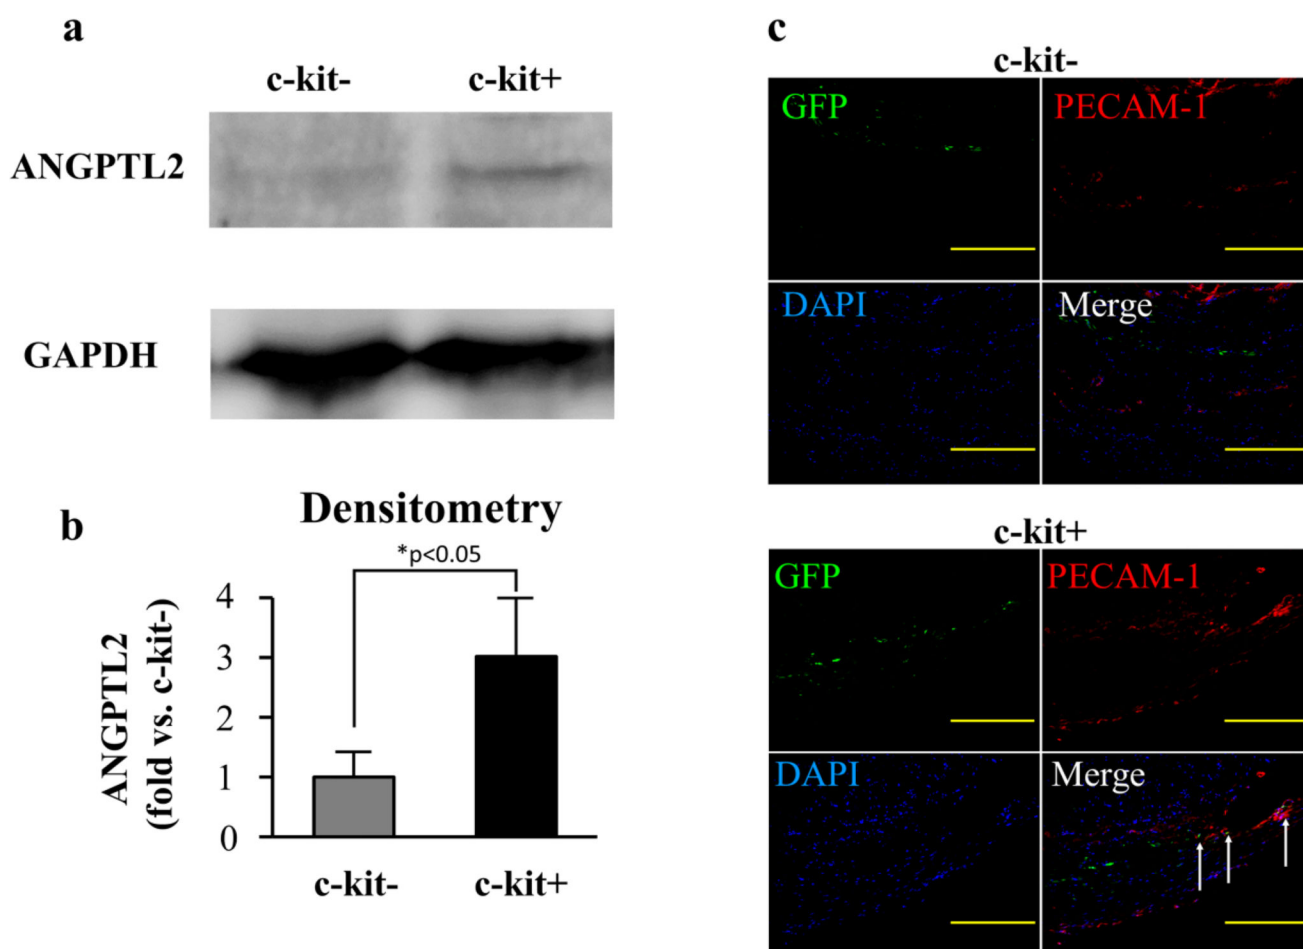 a
c-kit- c-kit+
ANGPTL2
GAPDH
b
Densitometry
*p<0.05
ANGPTL2
(fold vs. c-kit-)
4
3
2
1
0
c-kit- c-kit+
c
c-kit-
GFP PECAM-1
DAPI Merge
c-kit+
GFP PECAM-1
DAPI Merge